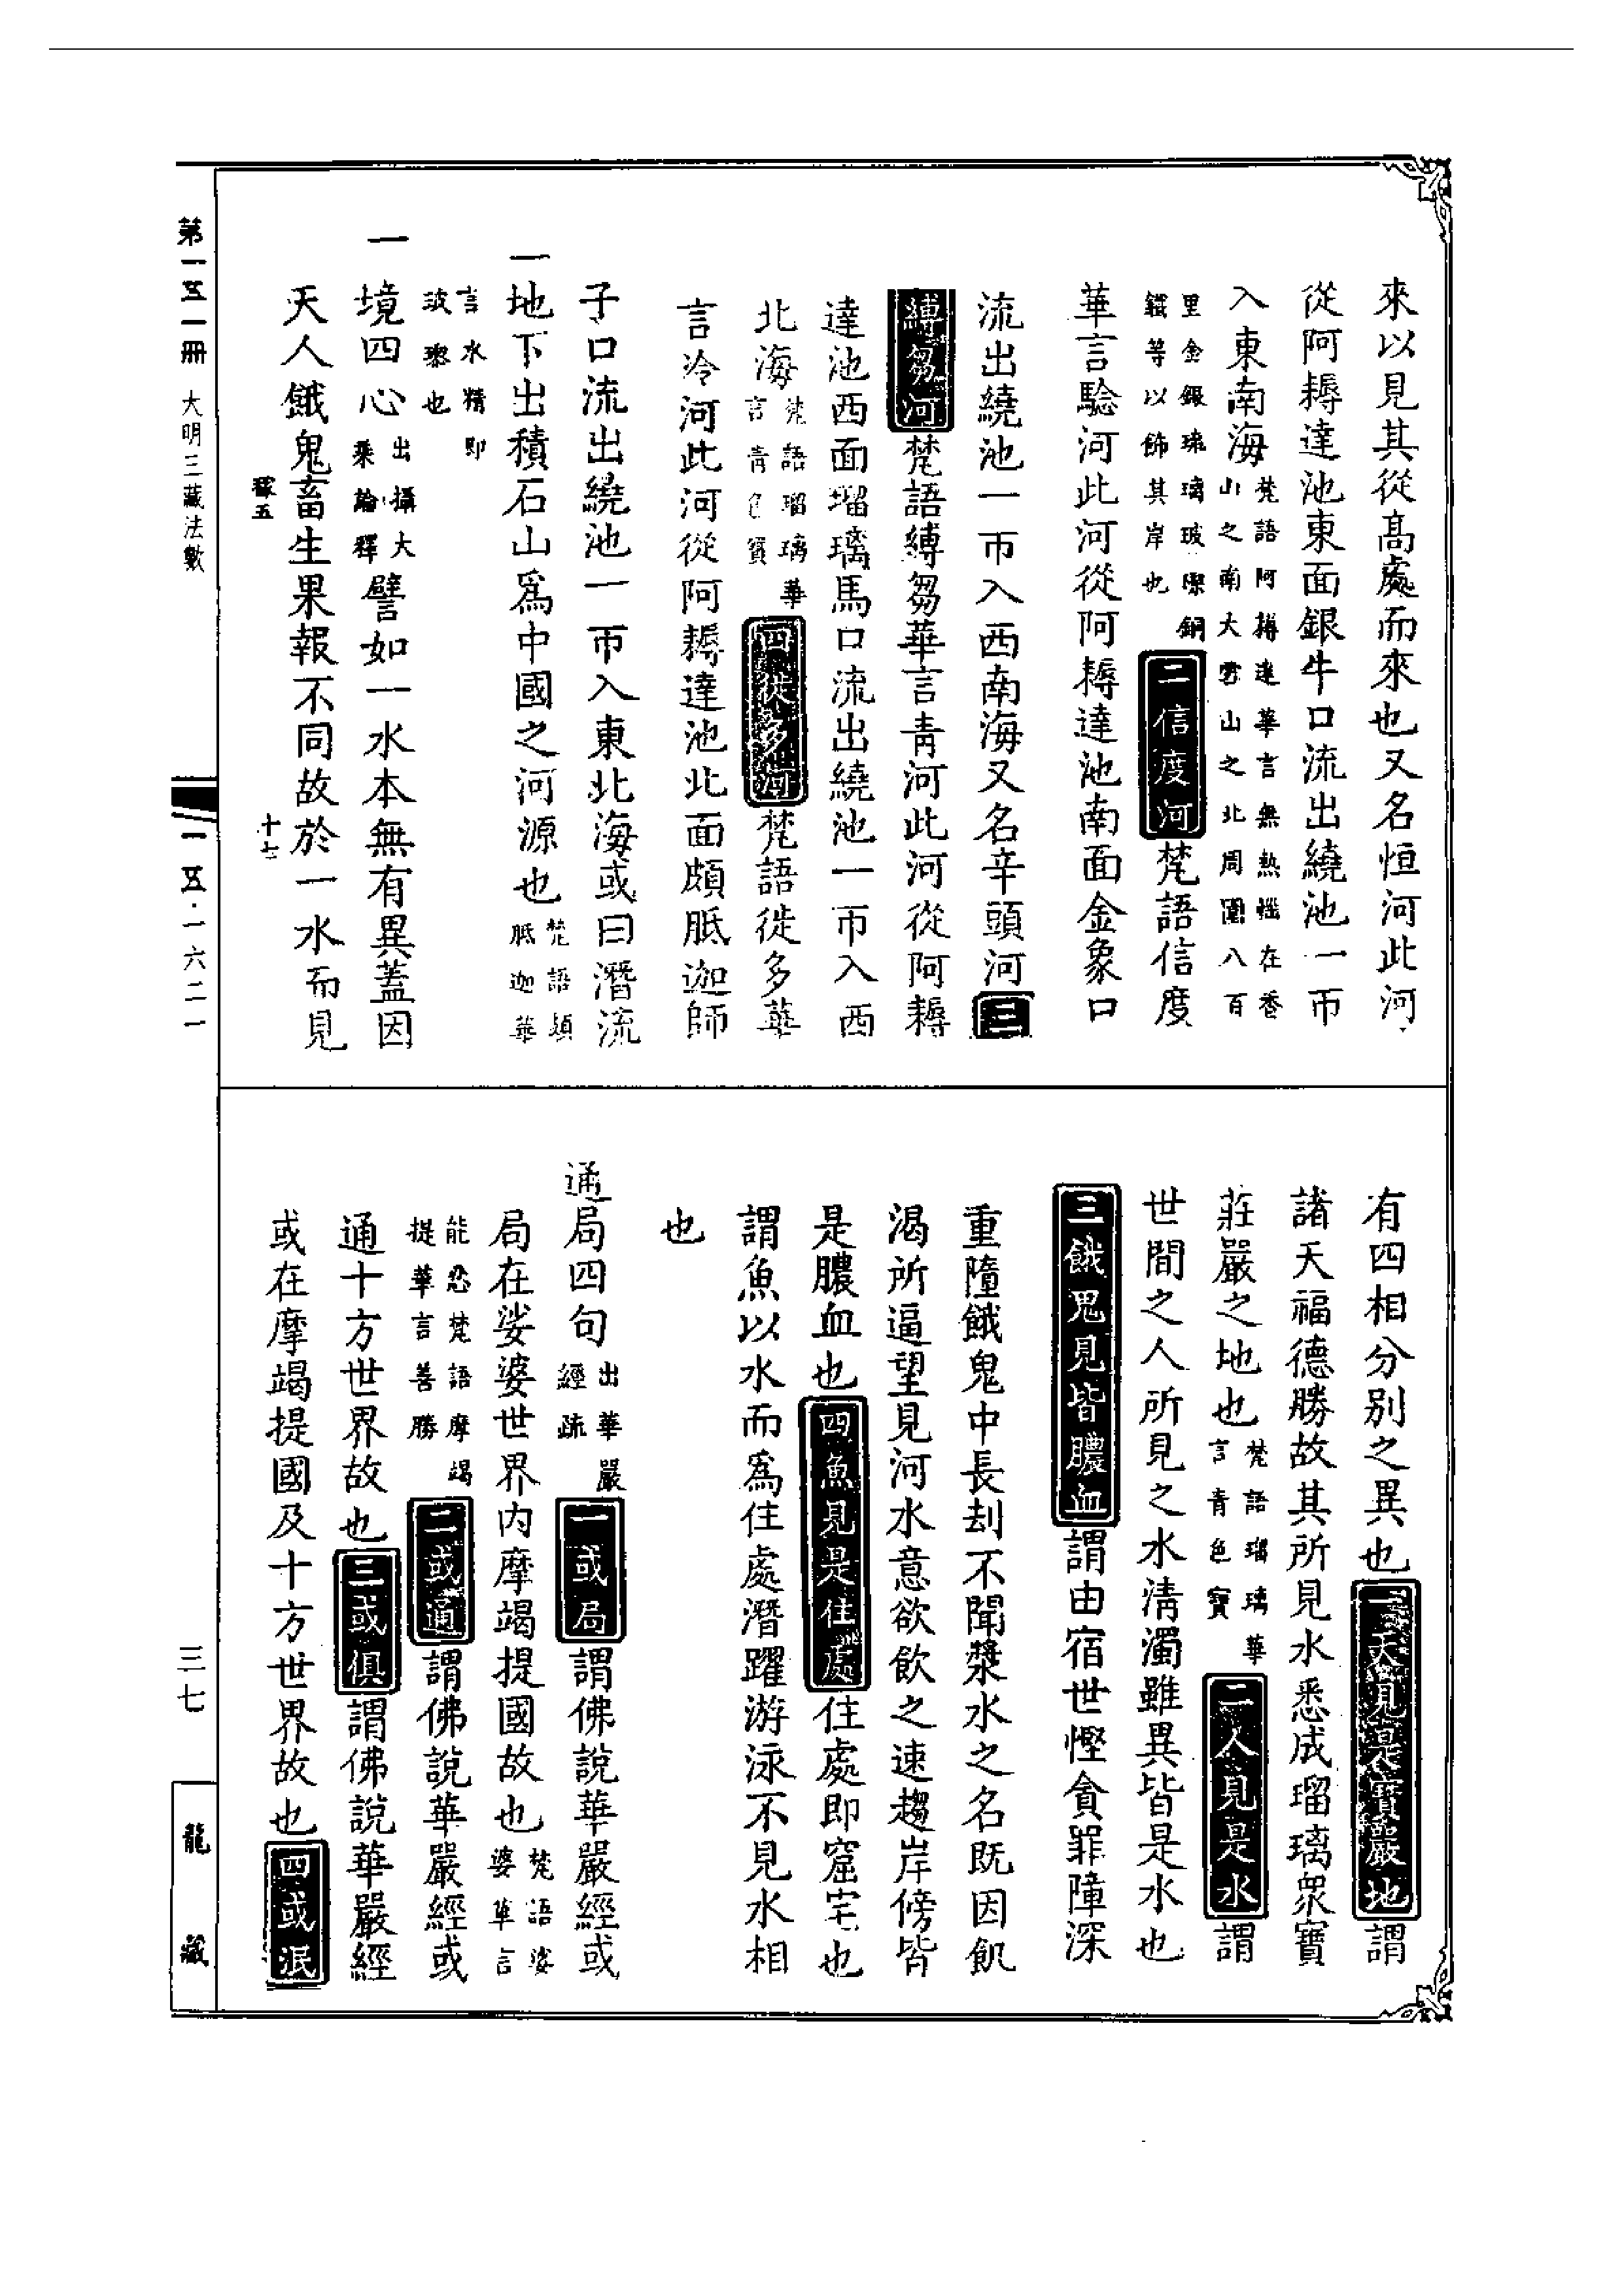 來以見其從高處而來也又名恒河此河
從阿耨達池東面銀牛口流出繞池一帀
入東南海梵語阿耨達華言無熱惱在香
山之南大雪山之北周圍八百
里金銀琉璃玻瓈銅
鐵等以飾其岸也二信度河梵語信度
華言驗河此河從阿耨達池南面金象口
流出繞池一帀入西南海又名辛頭河三
縛芻河梵語縛芻華言青河此河從阿耨
達池西面瑠璃馬口流出繞池一帀入西
北海梵語瑠璃華
言青色寶四徙多河梵語徙多華
言冷河此河從阿耨達池北面頗胝迦師
子口流出繞池一帀入東北海或曰潛流
一地下出積石山爲中國之河源也梵語頗
胝迦華
言水精即
玻瓈也
一境四心出攝大
乘論釋譬如一水本無有異蓋因
天人餓鬼畜生果報不同故於一水而見
稼五
十七
有四相分別之異也一天見是寶嚴地謂
諸天福德勝故其所見水悉成瑠璃衆寶
莊嚴之地也梵語瑠璃華
言青色寶二人見是水謂
世間之人所見之水淸濁雖異皆是水也
三餓鬼見皆膿血謂由宿世慳貪罪障深
重隨餓鬼中長刦不聞漿水之名旣因飢
渴所逼望見河水意欲飲之速趨岸傍皆
是膿血也四魚見是住處住處即窟宅也
謂魚以水而爲住處潛躍游泳不見水相
也
通局四句出華嚴
經疏一或局謂佛說華嚴經或
局在娑婆世界内摩竭提國故也梵語娑
婆華言
能忍梵語摩竭
提華言善勝二或通謂佛說華嚴經或
通十方世界故也三或俱謂佛說華嚴經
或在摩竭提國及十方世界故也四或泯
第一五一冊 大明三藏法數
一五·一六二一
三七
龍藏